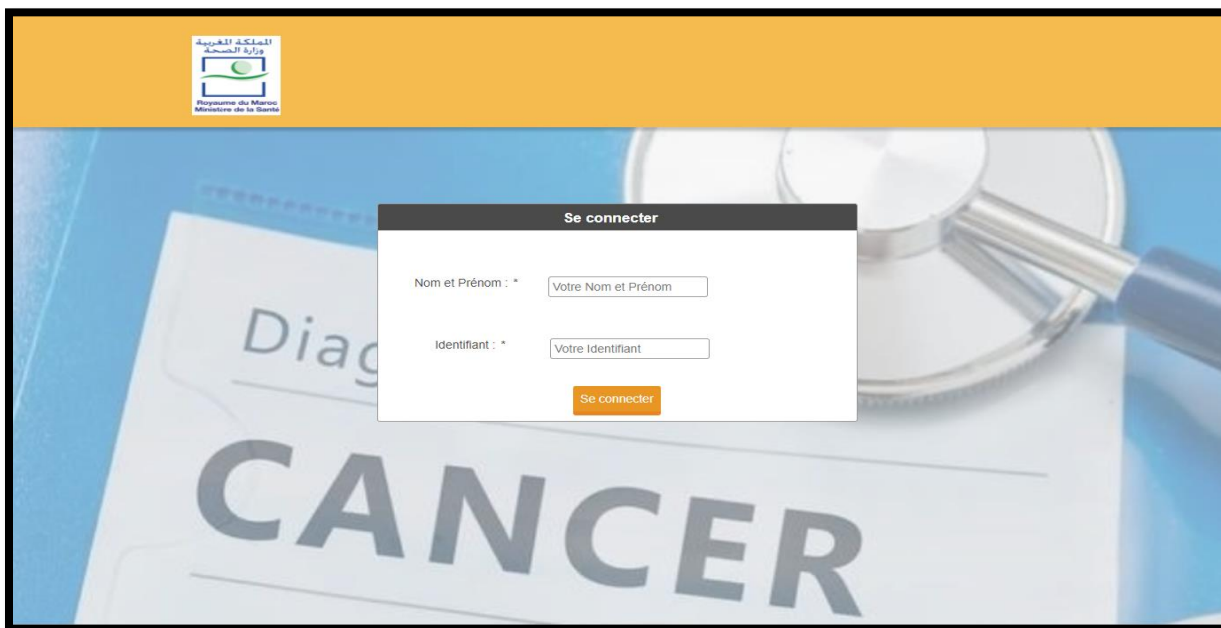 المملكة المغربية
وزارة الصحة
Royaume du Maroc
Ministère de la Santé
Se connecter
Nom et Prénom : *
Votre Nom et Prénom
Identifiant : *
Votre Identifiant
Se connecter
Diag
CANCER